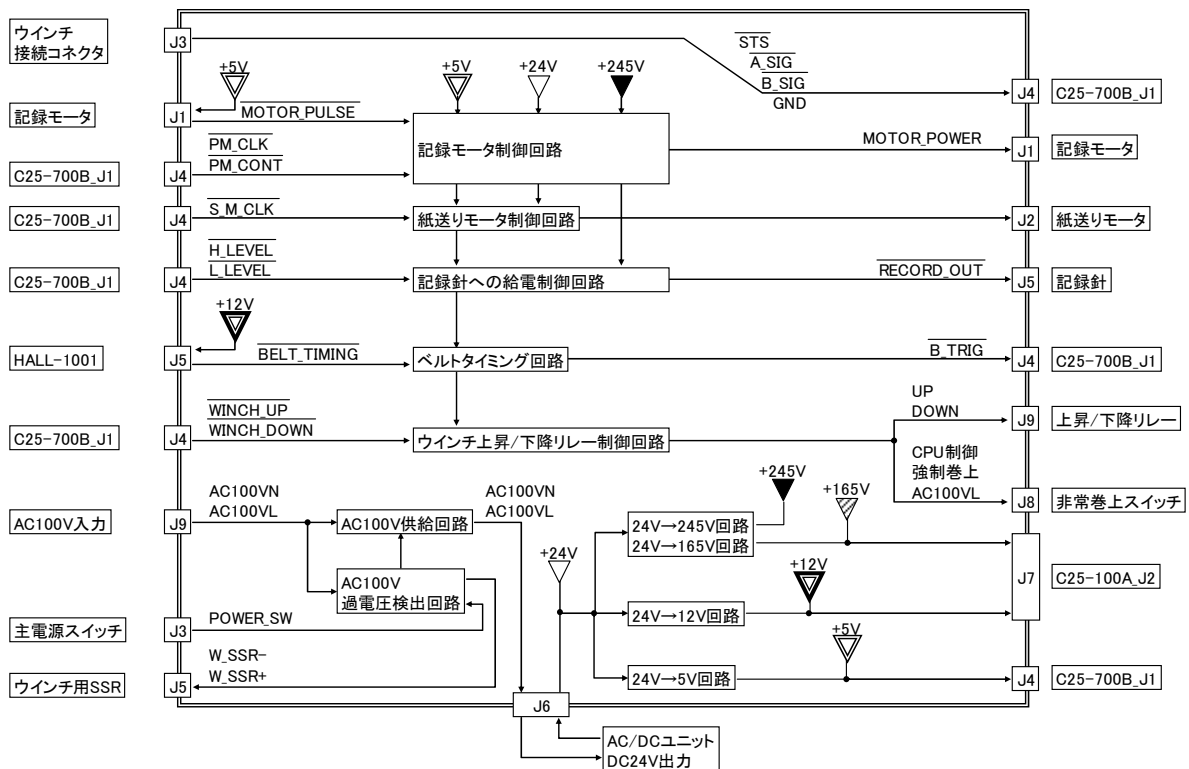 ウインチ
接続コネクタ
J3
STS
A_SIG
B_SIG
GND
J4
C25-700B_J1
+5V
+5V
+24V
+245V
記録モータ
J1
MOTOR_PULSE
記録モータ制御回路
MOTOR_POWER
J1
記録モータ
C25-700B_J1
J4
PM_CLK
PM_CONT
C25-700B_J1
J4
S_M_CLK
紙送りモータ制御回路
J2
紙送りモータ
C25-700B_J1
J4
H_LEVEL
L_LEVEL
記録針への給電制御回路
RECORD_OUT
J5
記録針
+12V
HALL-1001
J5
BELT_TIMING
ベルトタイミング回路
B_TRIG
J4
C25-700B_J1
C25-700B_J1
J4
WINCH_UP
WINCH_DOWN
ウインチ上昇/下降リレー制御回路
UP
DOWN
J9
上昇/下降リレー
CPU制御
強制巻上
AC100VL
J8
非常巻上スイッチ
AC100V入力
J9
AC100VN
AC100VL
AC100V供給回路
AC100VN
AC100VL
AC100V
過電圧検出回路
+24V
+245V
+165V
24V→245V回路
24V→165V回路
+12V
24V→12V回路
J7
C25-100A_J2
主電源スイッチ
J3
POWER_SW
+5V
24V→5V回路
J4
C25-700B_J1
ウインチ用SSR
J5
W_SSR-
W_SSR+
J6
AC/DCユニット
DC24V出力